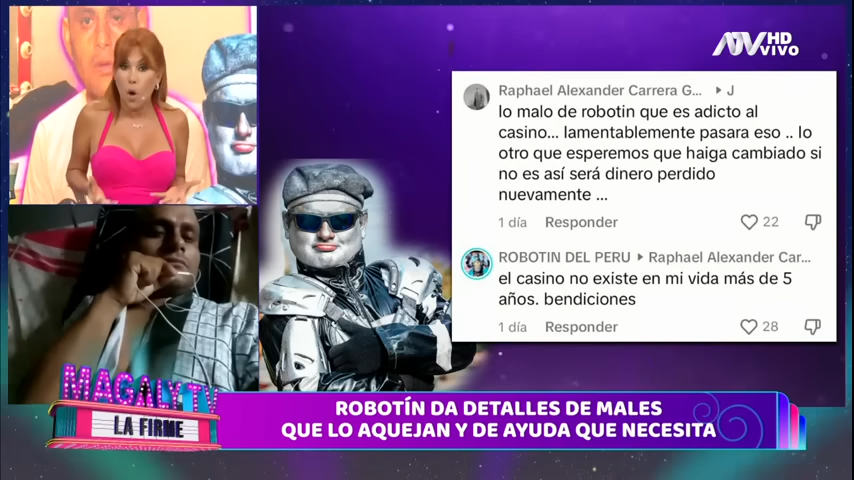 ATV HD
VIVO
Raphael Alexander Carrera G... ▸ J
lo malo de robotin que es adicto al
casino... lamentablemente pasara eso .. lo
otro que esperemos que haiga cambiado si
no es así será dinero perdido
nuevamente ...
1 día Responder 22
ROBOTIN DEL PERU ▸ Raphael Alexander Car...
el casino no existe en mi vida más de 5
años. bendiciones
1 día Responder 28
MAGALY TV
LA FIRME
ROBOTÍN DA DETALLES DE MALES
QUE LO AQUEJAN Y DE AYUDA QUE NECESITA